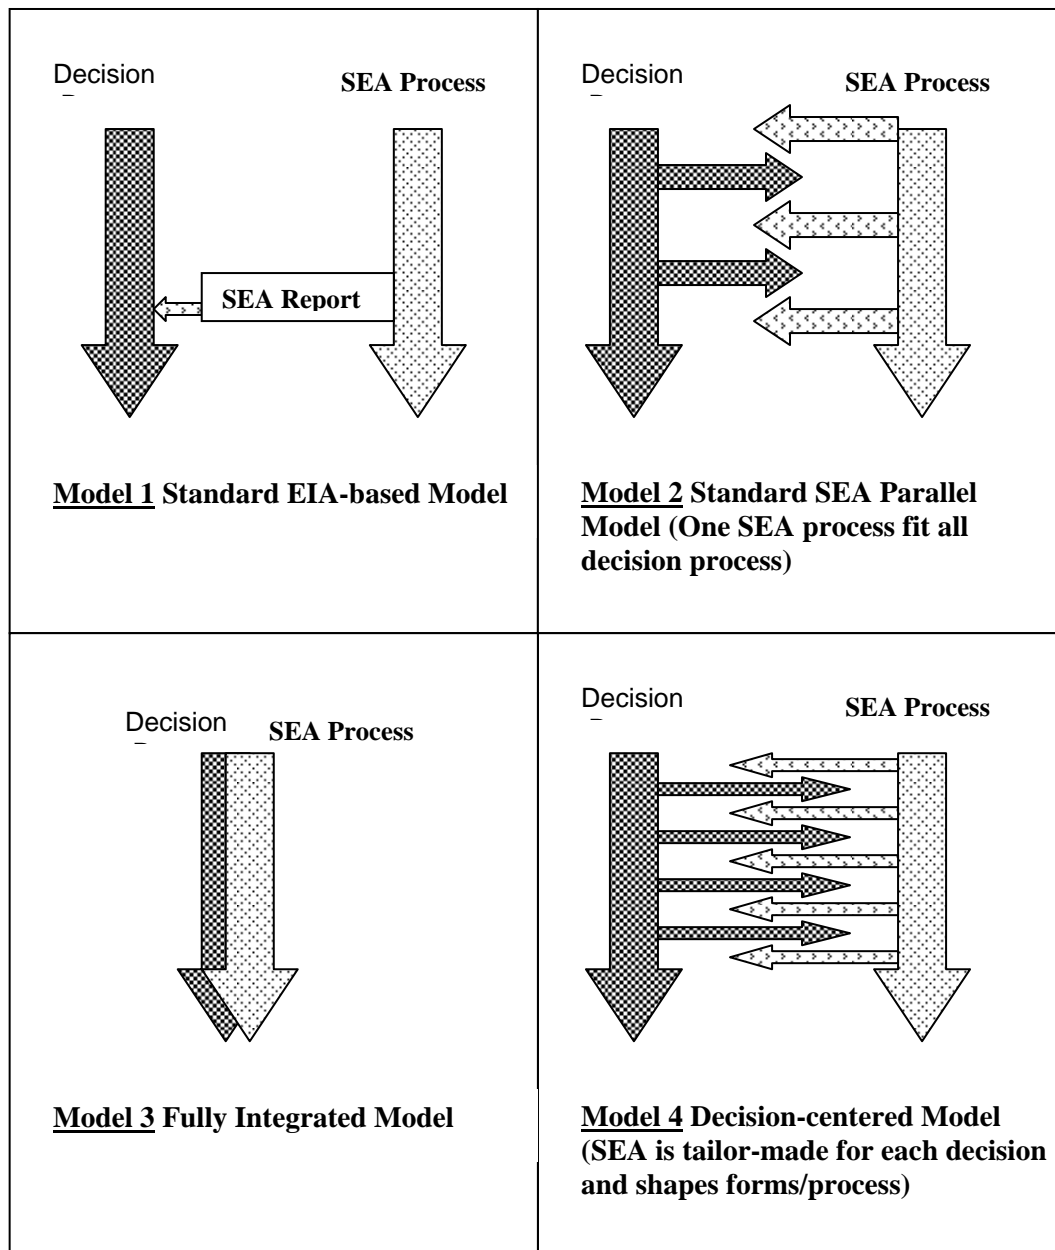 Decision
SEA Process
SEA Report
Model 1 Standard EIA-based Model
Decision
SEA Process
Model 2 Standard SEA Parallel
Model (One SEA process fit all
decision process)
Decision
SEA Process
Model 3 Fully Integrated Model
Decision
SEA Process
Model 4 Decision-centered Model
(SEA is tailor-made for each decision
and shapes forms/process)